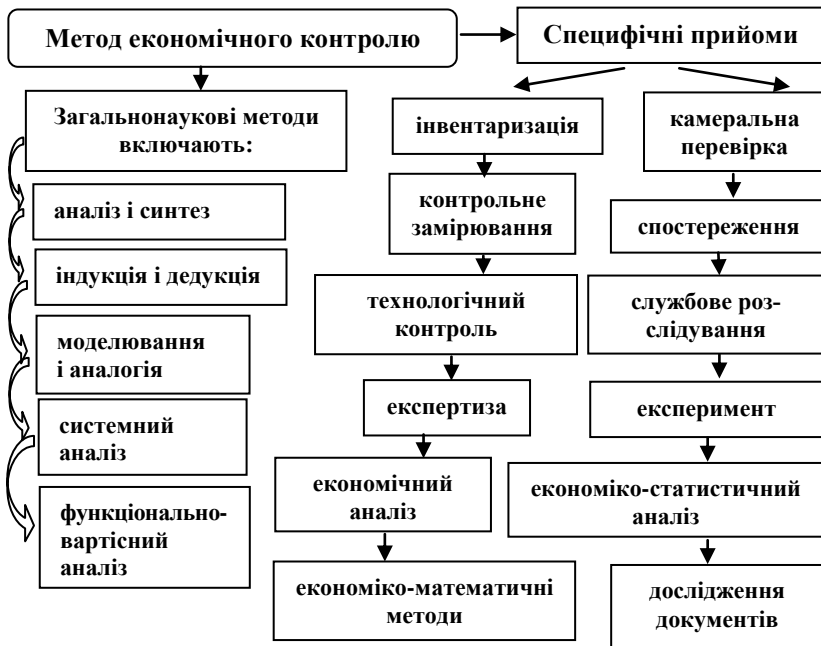 Метод економічного контролю
Специфічні прийоми
Загальнонаукові методи
включають:
аналіз і синтез
індукція і дедукція
моделювання
і аналогія
системний
аналіз
функціонально-
вартісний
аналіз
інвентаризація
контрольне
замірювання
технологічний
контроль
експертиза
економічний
аналіз
економіко-математичні
методи
камеральна
перевірка
спостереження
службове роз-
слідування
експеримент
економіко-статистичний
аналіз
дослідження
документів